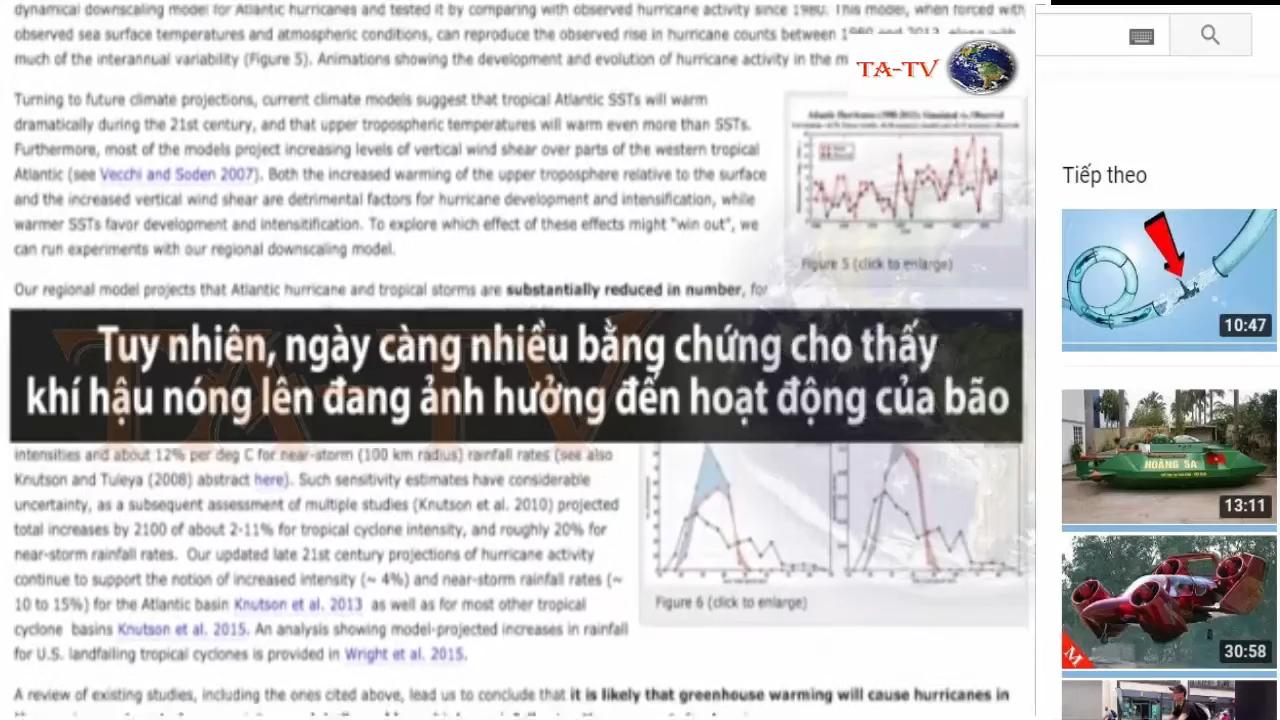 dynamical downscaling model for Atlantic hurricanes and tested it by comparing with observed hurricane activity since 1980. This model, when forced with
observed sea surface temperatures and atmospheric conditions, can reproduce the observed rise in hurricane counts between 1980 and 2012, along with
much of the interannual variability (Figure 5). Animations showing the development and evolution of hurricane activity in the m
TA-TV
Turning to future climate projections, current climate models suggest that tropical Atlantic SSTs will warm
dramatically during the 21st century, and that upper tropospheric temperatures will warm even more than SSTs.
Furthermore, most of the models project increasing levels of vertical wind shear over parts of the western tropical
Atlantic (see Vecchi and Soden 2007). Both the increased warming of the upper troposphere relative to the surface
and the increased vertical wind shear are detrimental factors for hurricane development and intensification, while
warmer SSTs favor development and intensitification. To explore which effect of these effects might "win out", we
can run experiments with our regional downscaling model.
Figure 5 (click to enlarge)
Our regional model projects that Atlantic hurricane and tropical storms are substantially reduced in number, for
Tuy nhiên, ngày càng nhiều bằng chứng cho thấy
khí hậu nóng lên đang ảnh hưởng đến hoạt động của bão
TA-TV
intensities and about 12% per deg C for near-storm (100 km radius) rainfall rates (see also
Knutson and Tuleya (2008) abstract here). Such sensitivity estimates have considerable
uncertainty, as a subsequent assessment of multiple studies (Knutson et al. 2010) projected
total increases by 2100 of about 2-11% for tropical cyclone intensity, and roughly 20% for
near-storm rainfall rates. Our updated late 21st century projections of hurricane activity
continue to support the notion of increased intensity (~ 4%) and near-storm rainfall rates (~
10 to 15%) for the Atlantic basin Knutson et al. 2013 as well as for most other tropical
cyclone basins Knutson et al. 2015. An analysis showing model-projected increases in rainfall
for U.S. landfalling tropical cyclones is provided in Wright et al. 2015.
Figure 6 (click to enlarge)
A review of existing studies, including the ones cited above, lead us to conclude that it is likely that greenhouse warming will cause hurricanes in
Tiếp theo
10:47
HOÀNG SA
13:11
M
30:58